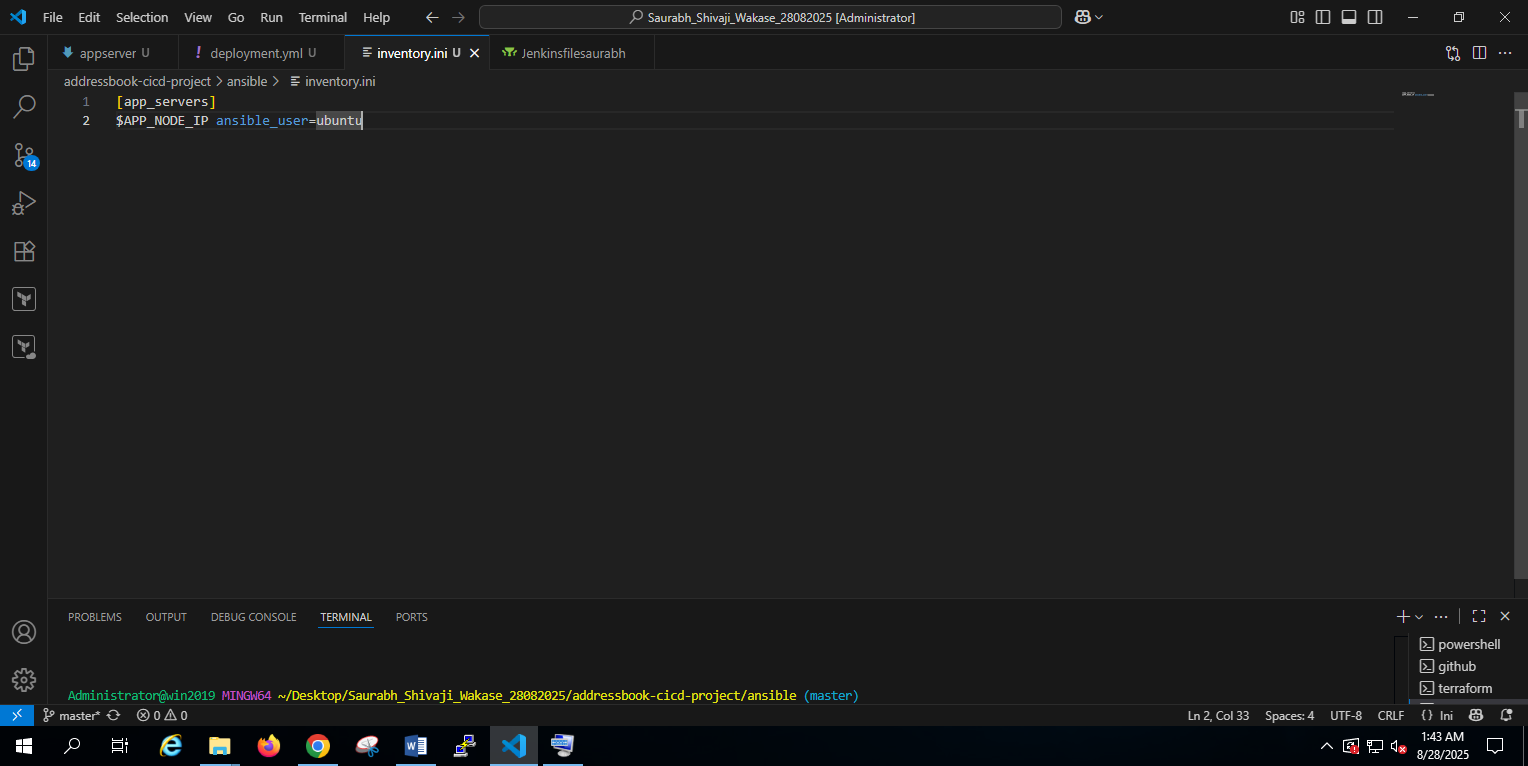 File Edit Selection View Go Run Terminal Help
Saurabh_Shivaji_Wakase_28082025 [Administrator]
appserver U
! deployment.yml U
inventory.ini U
Jenkinsfilesaurabh
addressbook-cicd-project > ansible > inventory.ini
1 [app_servers]
2 $APP_NODE_IP ansible_user=ubuntu
14
PROBLEMS OUTPUT DEBUG CONSOLE TERMINAL PORTS
powershell
github
terraform
Administrator@win2019 MINGW64 ~/Desktop/Saurabh_Shivaji_Wakase_28082025/addressbook-cicd-project/ansible (master)
master* 0 0 Ln 2, Col 33 Spaces: 4 UTF-8 CRLF {} Ini
1:43 AM
8/28/2025